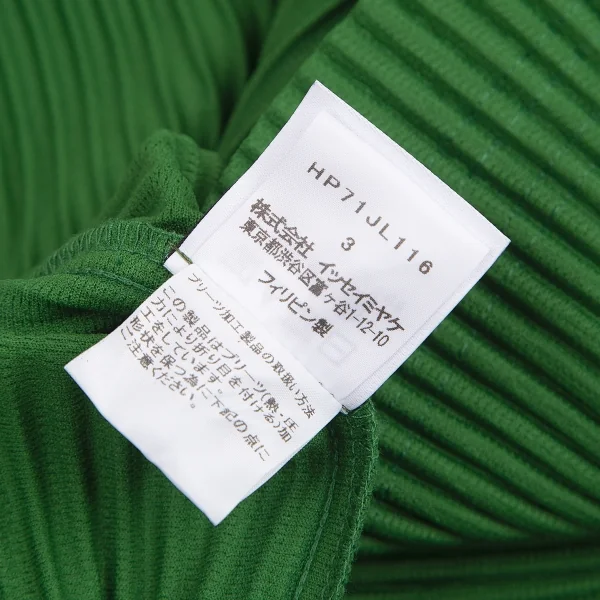 HP71JL116
3
株式会社 イッセイミヤケ
東京都渋谷区富ヶ谷1-12-10
フィリピン製
プリーツ加工製品の取扱い方法
この製品はプリーツ(熱・圧
力により折り目を付ける)加
工をしています。
形状を保つ為に下記の点に
ご注意ください。